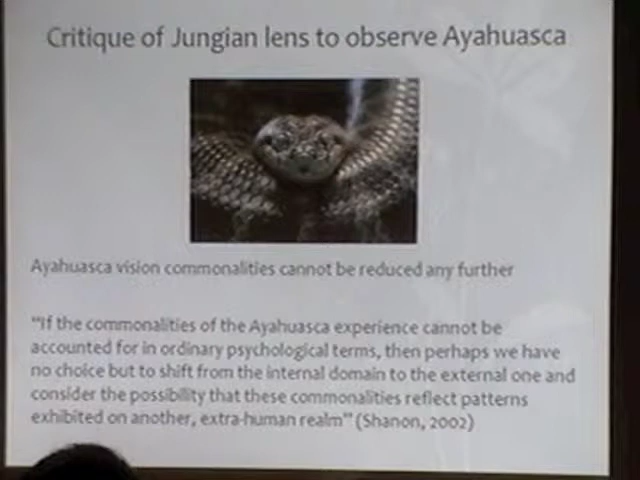 Critique of Jungian lens to observe Ayahuasca
Ayahuasca vision commonalities cannot be reduced any further
"If the commonalities of the Ayahuasca experience cannot be
accounted for in ordinary psychological terms, then perhaps we have
no choice but to shift from the internal domain to the external one and
consider the possibility that these commonalities reflect patterns
exhibited on another, extra-human realm" (Shanon, 2002)